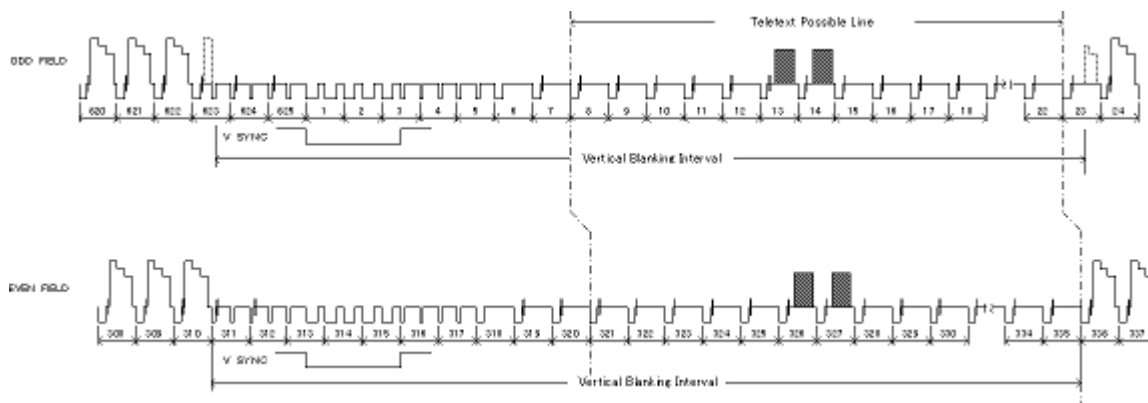 Teletext Possible Line
ODD FIELD
620 621 622 623 624 625 1 2 3 4 5 6 7 8 9 10 11 12 13 14 15 16 17 18 22 23 24
V SYNC
Vertical Blanking Interval
EVEN FIELD
308 309 310 311 312 313 314 315 316 317 318 319 320 321 322 323 324 325 326 327 328 329 330 334 335 336 337
V SYNC
Vertical Blanking Interval